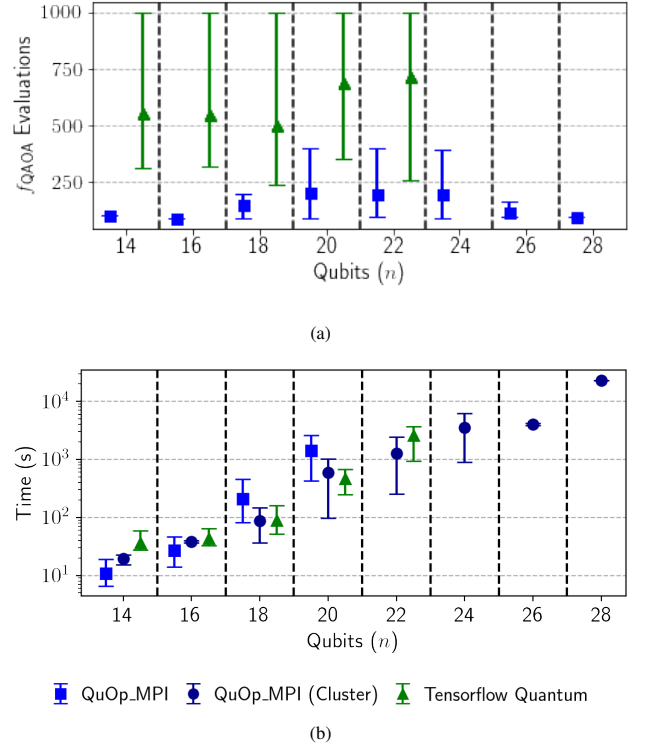 1000
750
500
250
f_QAOA Evaluations
14 16 18 20 22 24 26 28
Qubits (n)
(a)
10^4
10^3
10^2
10^1
Time (s)
14 16 18 20 22 24 26 28
Qubits (n)
QuOp_MPI QuOp_MPI (Cluster) Tensorflow Quantum
(b)